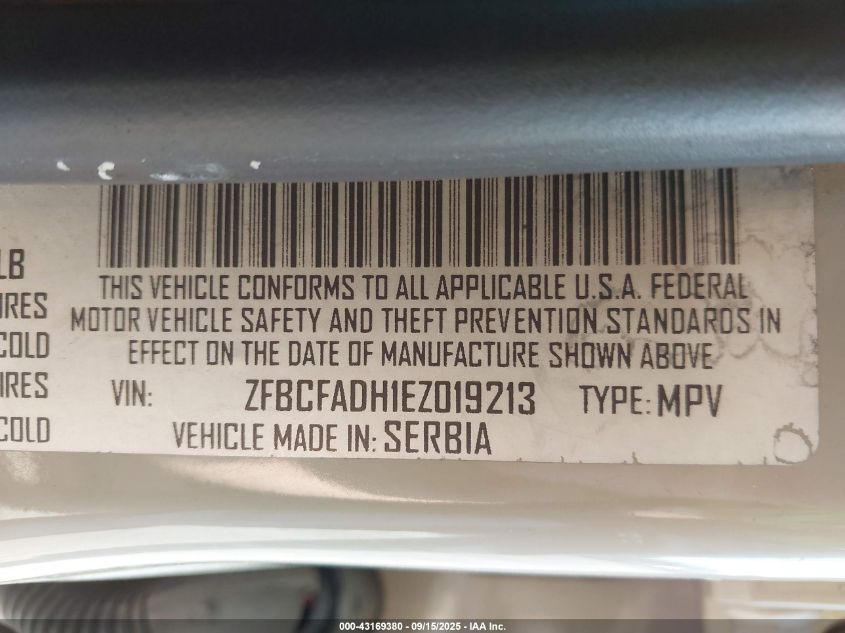 LB
IRES
COLD
IRES
COLD
THIS VEHICLE CONFORMS TO ALL APPLICABLE U.S.A. FEDERAL
MOTOR VEHICLE SAFETY AND THEFT PREVENTION STANDARDS IN
EFFECT ON THE DATE OF MANUFACTURE SHOWN ABOVE
VIN: ZFBCFADH1EZ019213 TYPE: MPV
VEHICLE MADE IN: SERBIA
000-43169380 - 09/15/2025 - IAA Inc.